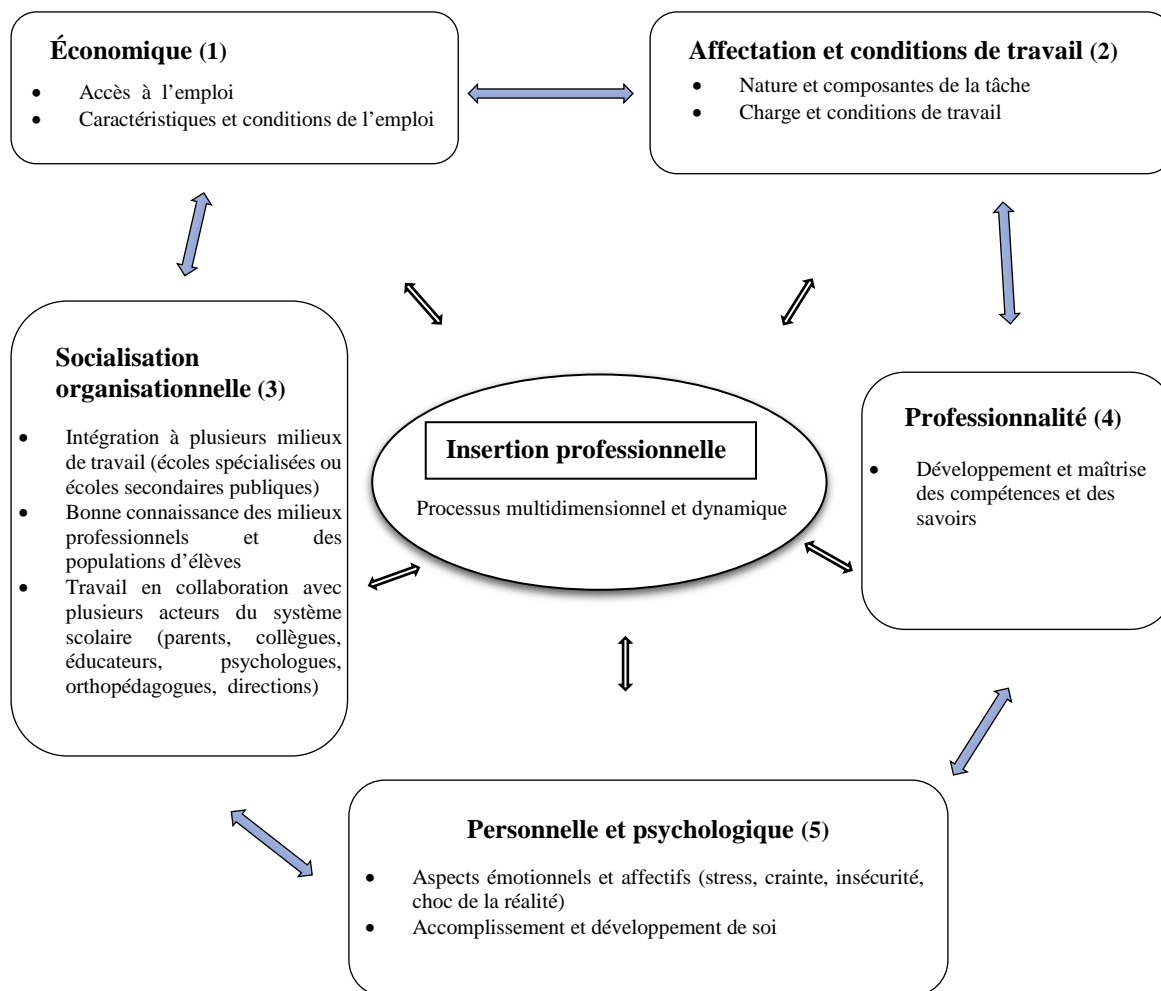 Économique (1)
• Accès à l'emploi
• Caractéristiques et conditions de l'emploi
Affectation et conditions de travail (2)
• Nature et composantes de la tâche
• Charge et conditions de travail
Socialisation
organisationnelle (3)
• Intégration à plusieurs milieux
de travail (écoles spécialisées ou
écoles secondaires publiques)
• Bonne connaissance des milieux
professionnels et des
populations d'élèves
• Travail en collaboration avec
plusieurs acteurs du système
scolaire (parents, collègues,
éducateurs, psychologues,
orthopédagogues, directions)
Insertion professionnelle
Processus multidimensionnel et dynamique
Professionnalité (4)
• Développement et maîtrise
des compétences et des
savoirs
Personnelle et psychologique (5)
• Aspects émotionnels et affectifs (stress, crainte, insécurité,
choc de la réalité)
• Accomplissement et développement de soi